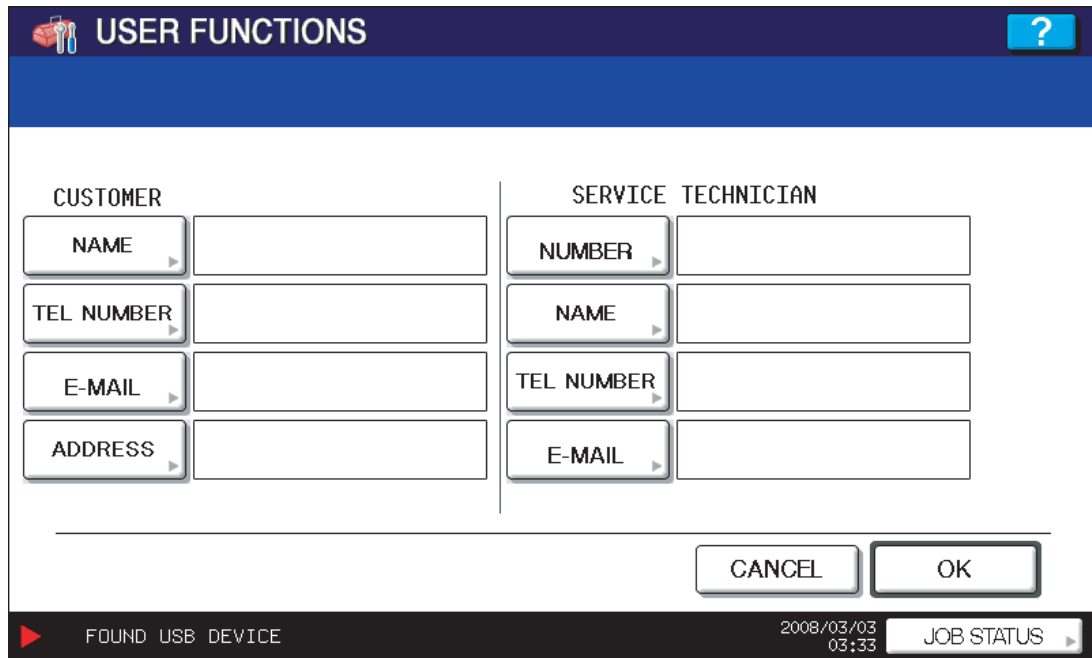 USER FUNCTIONS
?
CUSTOMER
NAME
TEL NUMBER
E-MAIL
ADDRESS
SERVICE TECHNICIAN
NUMBER
NAME
TEL NUMBER
E-MAIL
CANCEL
OK
FOUND USB DEVICE
2008/03/03
03:33
JOB STATUS